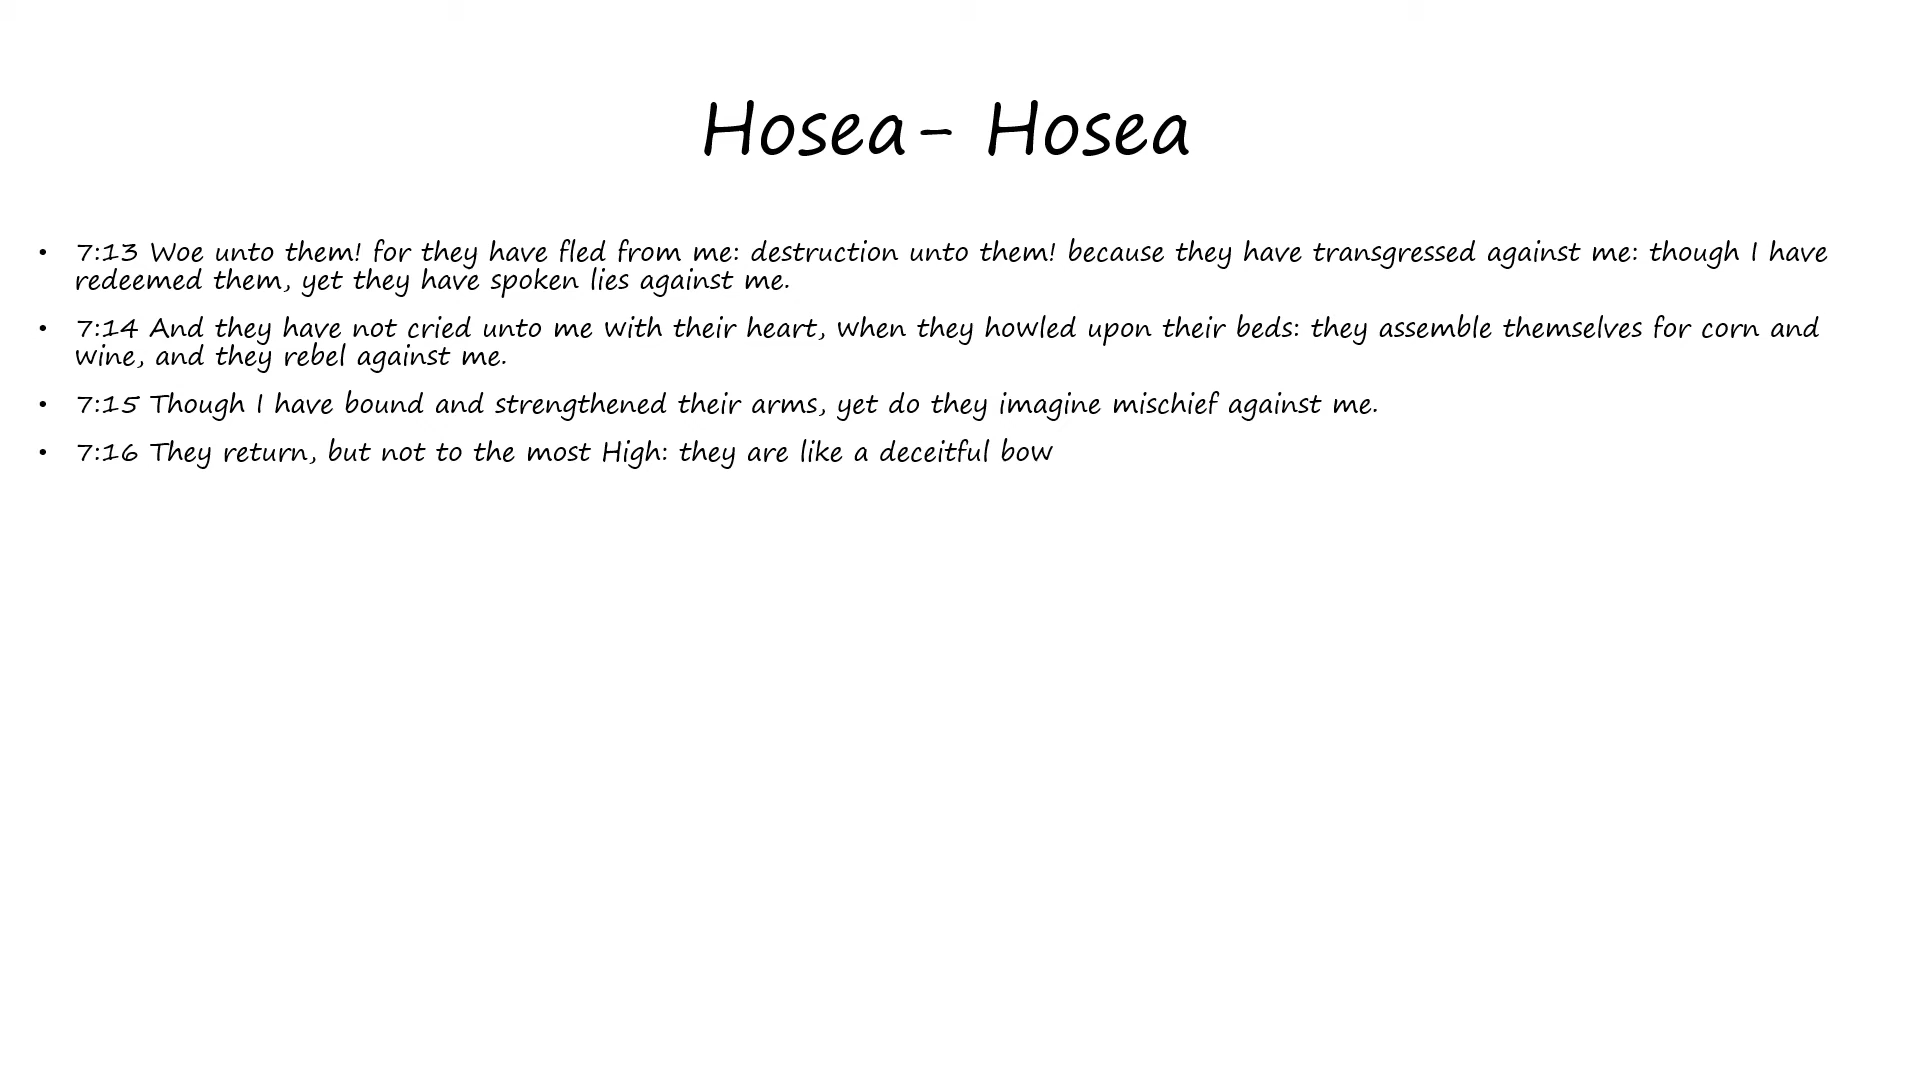 Hosea- Hosea
• 7:13 Woe unto them! for they have fled from me: destruction unto them! because they have transgressed against me: though I have
redeemed them, yet they have spoken lies against me.
• 7:14 And they have not cried unto me with their heart, when they howled upon their beds: they assemble themselves for corn and
wine, and they rebel against me.
• 7:15 Though I have bound and strengthened their arms, yet do they imagine mischief against me.
• 7:16 They return, but not to the most High: they are like a deceitful bow